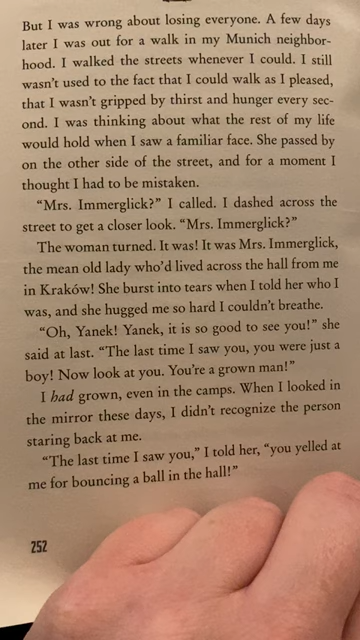 But I was wrong about losing everyone. A few days
later I was out for a walk in my Munich neighbor-
hood. I walked the streets whenever I could. I still
wasn't used to the fact that I could walk as I pleased,
that I wasn't gripped by thirst and hunger every sec-
ond. I was thinking about what the rest of my life
would hold when I saw a familiar face. She passed by
on the other side of the street, and for a moment I
thought I had to be mistaken.
"Mrs. Immerglick?" I called. I dashed across the
street to get a closer look. "Mrs. Immerglick?"
The woman turned. It was! It was Mrs. Immerglick,
the mean old lady who'd lived across the hall from me
in Kraków! She burst into tears when I told her who I
was, and she hugged me so hard I couldn't breathe.
"Oh, Yanek! Yanek, it is so good to see you!" she
said at last. "The last time I saw you, you were just a
boy! Now look at you. You're a grown man!"
I had grown, even in the camps. When I looked in
the mirror these days, I didn't recognize the person
staring back at me.
"The last time I saw you," I told her, "you yelled at
me for bouncing a ball in the hall!"
252